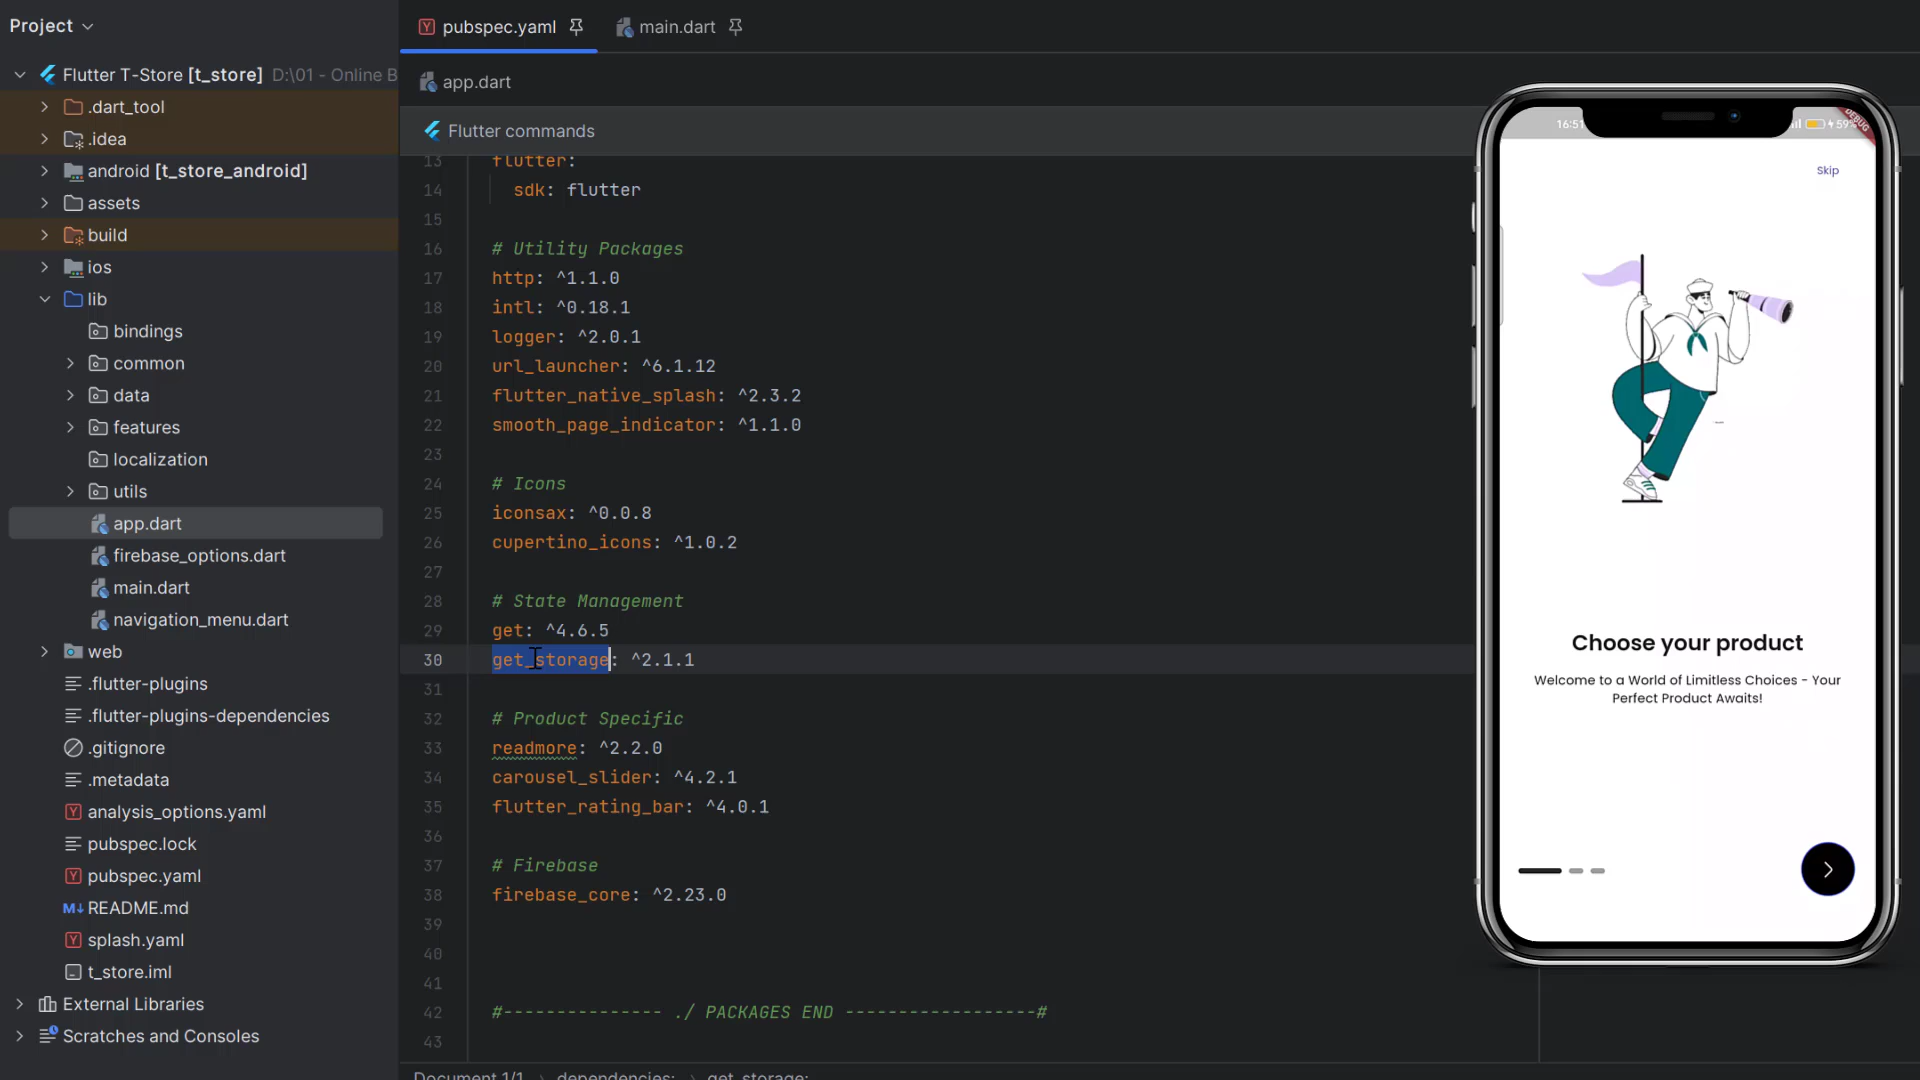 Project
pubspec.yaml
main.dart
Flutter T-Store [t_store] D:\01 - Online B
app.dart
.dart_tool
.idea
Flutter commands
android [t_store_android]
assets
build
ios
lib
bindings
common
data
features
localization
utils
app.dart
firebase_options.dart
main.dart
navigation_menu.dart
web
.flutter-plugins
.flutter-plugins-dependencies
.gitignore
.metadata
analysis_options.yaml
pubspec.lock
pubspec.yaml
M↓ README.md
splash.yaml
t_store.iml
External Libraries
Scratches and Consoles
13 flutter:
14 sdk: flutter
15
16 # Utility Packages
17 http: ^1.1.0
18 intl: ^0.18.1
19 logger: ^2.0.1
20 url_launcher: ^6.1.12
21 flutter_native_splash: ^2.3.2
22 smooth_page_indicator: ^1.1.0
23
24 # Icons
25 iconsax: ^0.0.8
26 cupertino_icons: ^1.0.2
27
28 # State Management
29 get: ^4.6.5
30 get_storage: ^2.1.1
31
32 # Product Specific
33 readmore: ^2.2.0
34 carousel_slider: ^4.2.1
35 flutter_rating_bar: ^4.0.1
36
37 # Firebase
38 firebase_core: ^2.23.0
39
40
41
42 #--------------- ./ PACKAGES END ------------------#
43
Document 1/1 › dependencies: › get_storage:
16:51
59%
DEBUG
Skip
Choose your product
Welcome to a World of Limitless Choices - Your
Perfect Product Awaits!